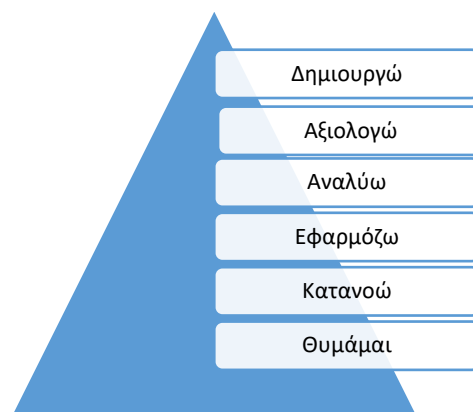 Δημιουργώ
Αξιολογώ
Αναλύω
Εφαρμόζω
Κατανοώ
Θυμάμαι